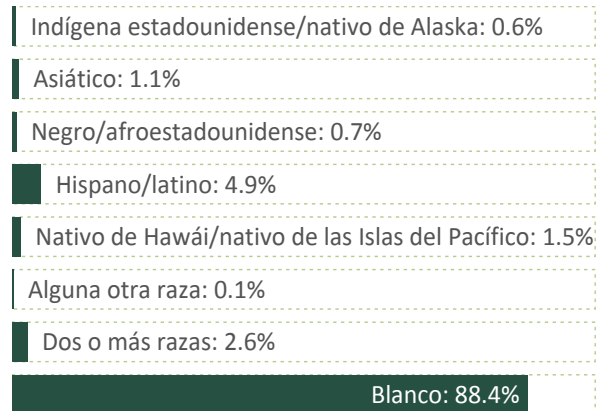 Indígena estadounidense/nativo de Alaska: 0.6%
Asiático: 1.1%
Negro/afroestadounidense: 0.7%
Hispano/latino: 4.9%
Nativo de Hawái/nativo de las Islas del Pacífico: 1.5%
Alguna otra raza: 0.1%
Dos o más razas: 2.6%
Blanco: 88.4%